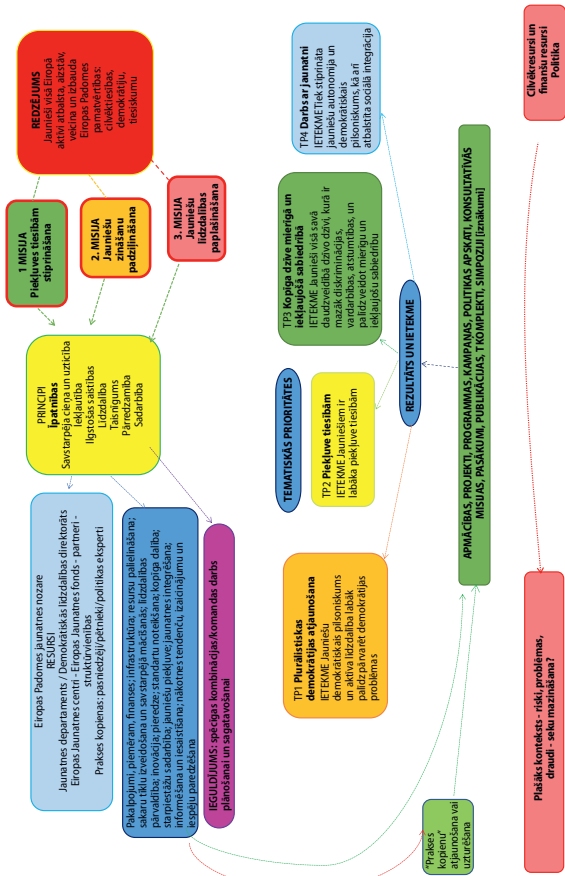 REDZĒJUMS
Jaunieši visā Eiropā
aktīvi atbalsta, aizstāv,
veicina un izbauda
Eiropas Padomes
pamatvērtības:
cilvēktiesības,
demokrātiju,
tiesiskumu
1 MISIJA
Piekļuves tiesībām
stiprināšana
2. MISIJA
Jauniešu
zināšanu
padziļināšana
3. MISIJA
Jauniešu
līdzdalības
paplašināšana
PRINCIPI
Īpatnības
Savstarpēja cieņa un uzticība
Iekļautība
Ilgstošas saistības
Līdzdalība
Taisnīgums
Pārredzamība
Sadarbība
Eiropas Padomes jaunatnes nozare
RESURSI
Jaunatnes departaments / Demokrātiskās līdzdalības direktorāts
Eiropas Jaunatnes centri - Eiropas Jaunatnes fonds - partneri -
struktūrvienības
Prakses kopienas; pasniedzēji/pētnieki/politikas eksperti
Pakalpojumi, piemēram, finanses; infrastruktūra; resursu palielināšana;
sakaru tīklu izveidošana un savstarpējā mācīšanās; līdzdalības
pārvaldība; inovācija; pieredze; standartu noteikšana; kopīga dalība;
starpiestāžu sadarbība; jauniešu piekļuve; jaunatnes integrēšana;
informēšana un iesaistīšana; nākotnes tendenču, izaicinājumu un
iespēju paredzēšana
IEGULDĪJUMS: spēcīgas kombinācijas/komandas darbs
plānošanai un sagatavošanai
TEMATISKĀS PRIORITĀTES
TP1 Plurālistiskas
demokrātijas atjaunošana
IETEKME Jauniešu
demokrātiskais pilsoniskums
un aktīva līdzdalība labāk
palīdz pārvarēt demokrātijas
problēmas
TP2 Piekļuve tiesībām
IETEKME Jauniešiem ir
labāka piekļuve tiesībām
TP3 Kopīga dzīve mierīgā un
iekļaujošā sabiedrībā
IETEKME Jaunieši visā savā
daudzveidībā dzīvo dzīvi, kurā ir
mazāk diskriminācijas,
vardarbības, atstumtības, un
palīdz veidot mierīgu un
iekļaujošu sabiedrību
TP4 Darbs ar jaunatni
IETEKME Tiek stiprināta
jauniešu autonomija un
demokrātiskais
pilsoniskums, kā arī
atbalstīta sociālā integrācija
REZULTĀTS UN IETEKME
"Prakses
kopienu"
atjaunošana vai
uzturēšana
APMĀCĪBAS, PROJEKTI, PROGRAMMAS, KAMPAŅAS, POLITIKAS APSKATI, KONSULTATĪVĀS
MISIJAS, PASĀKUMI, PUBLIKĀCIJAS, T KOMPLEKTI, SIMPOZIJI [iznākumi]
Plašāks konteksts - riski, problēmas,
draudi - seku mazināšana?
Cilvēkresursi un
finanšu resursi
Politika